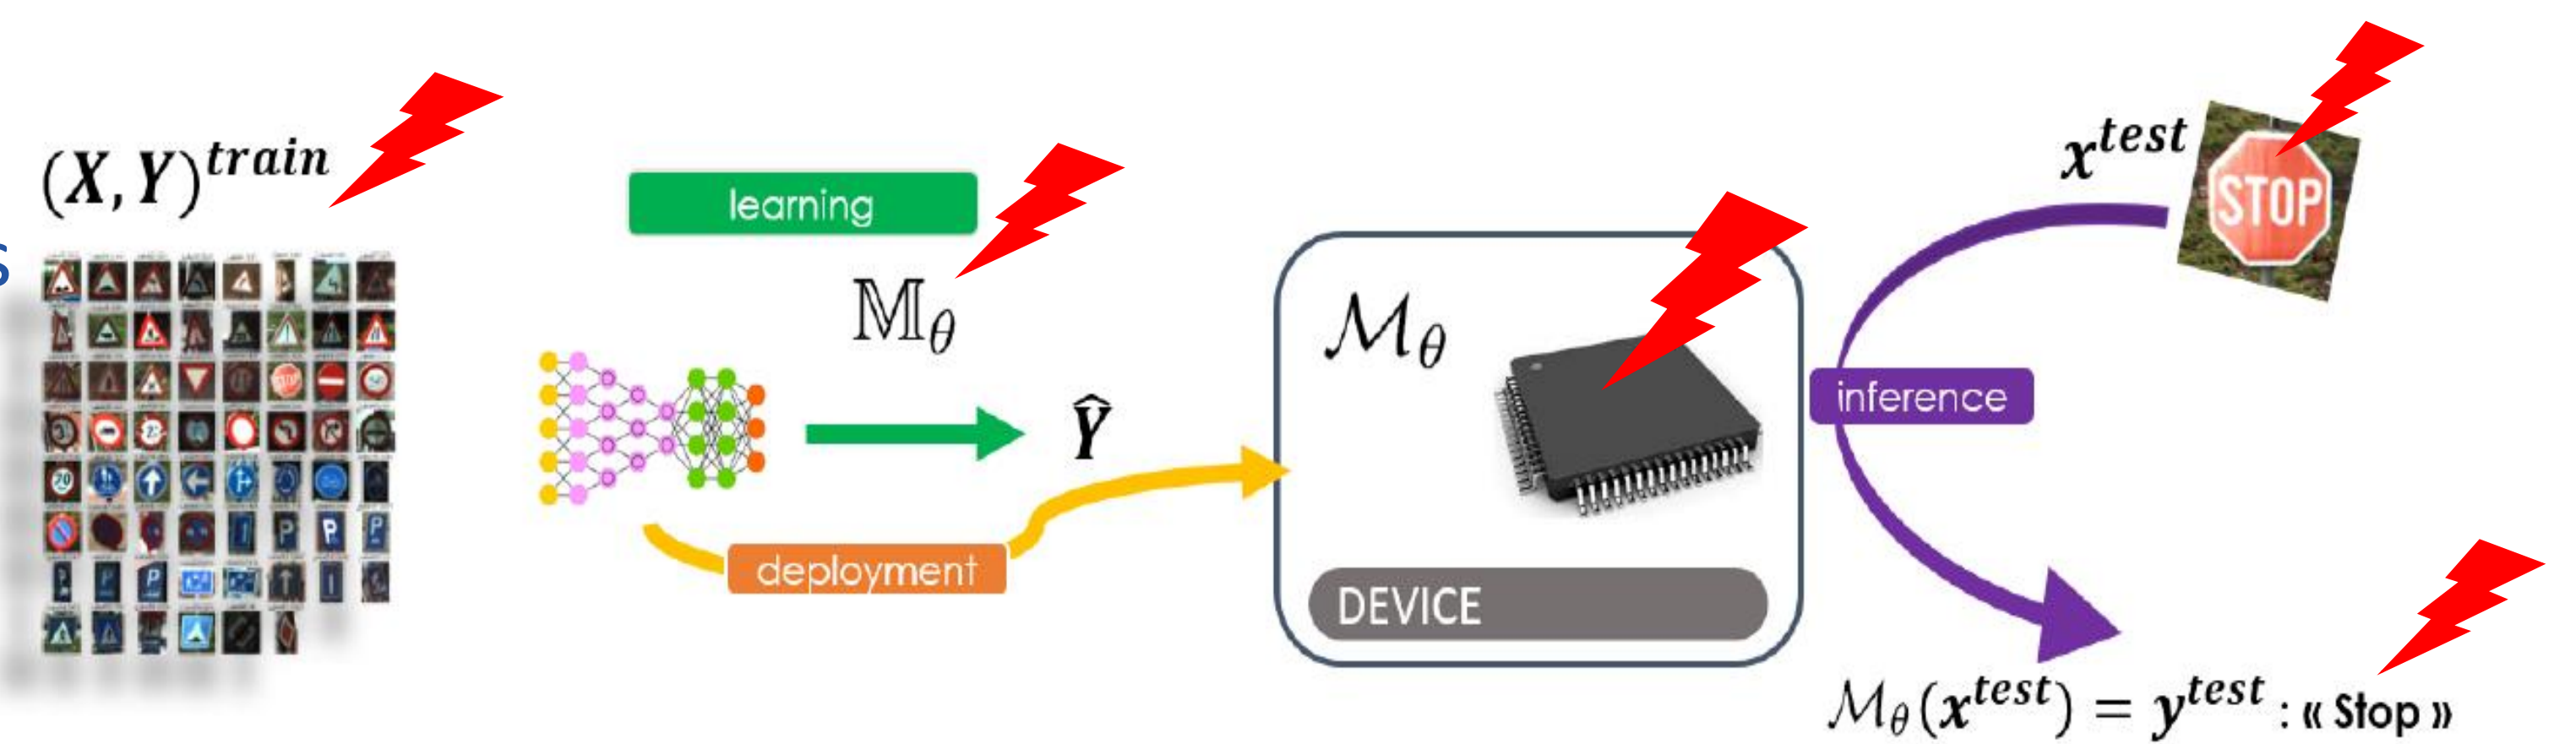 (X, Y)^train
s
learning
𝕄_θ
Ŷ
deployment
ℳ_θ
DEVICE
x^test
STOP
inference
ℳ_θ(x^test) = y^test : « Stop »